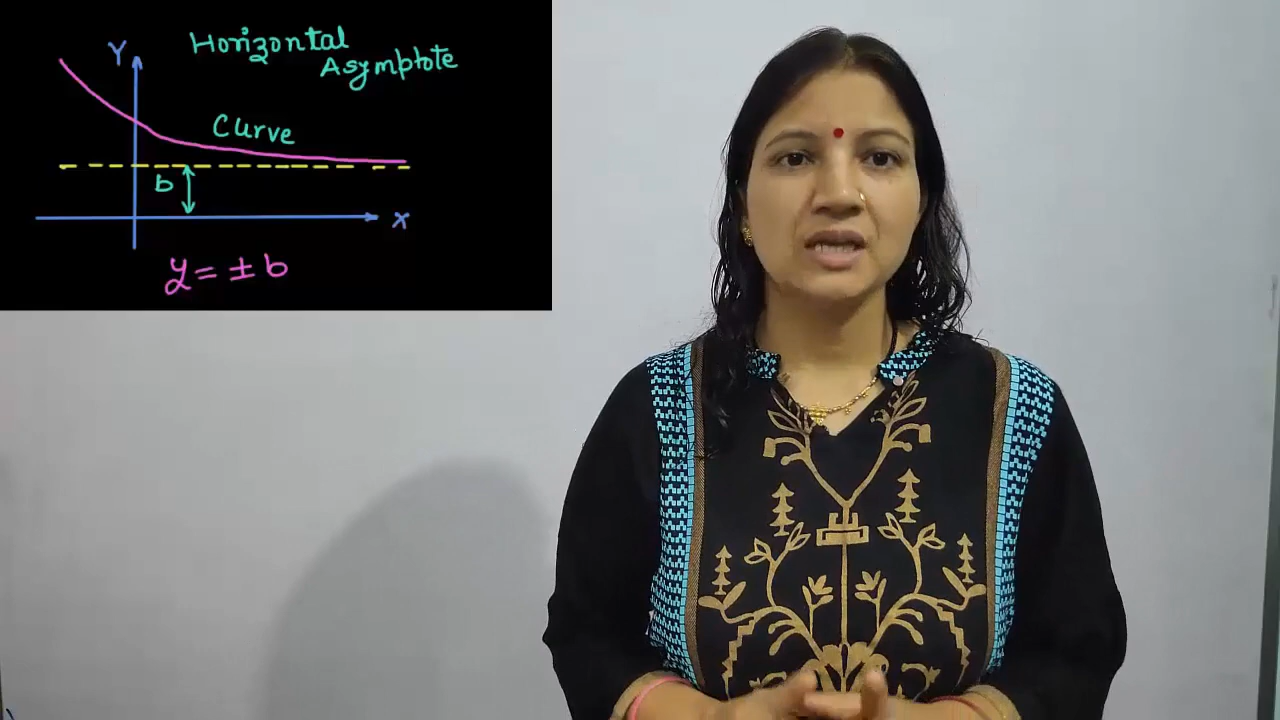 Horizontal
Asymptote
Y
Curve
b
X
y = ± b